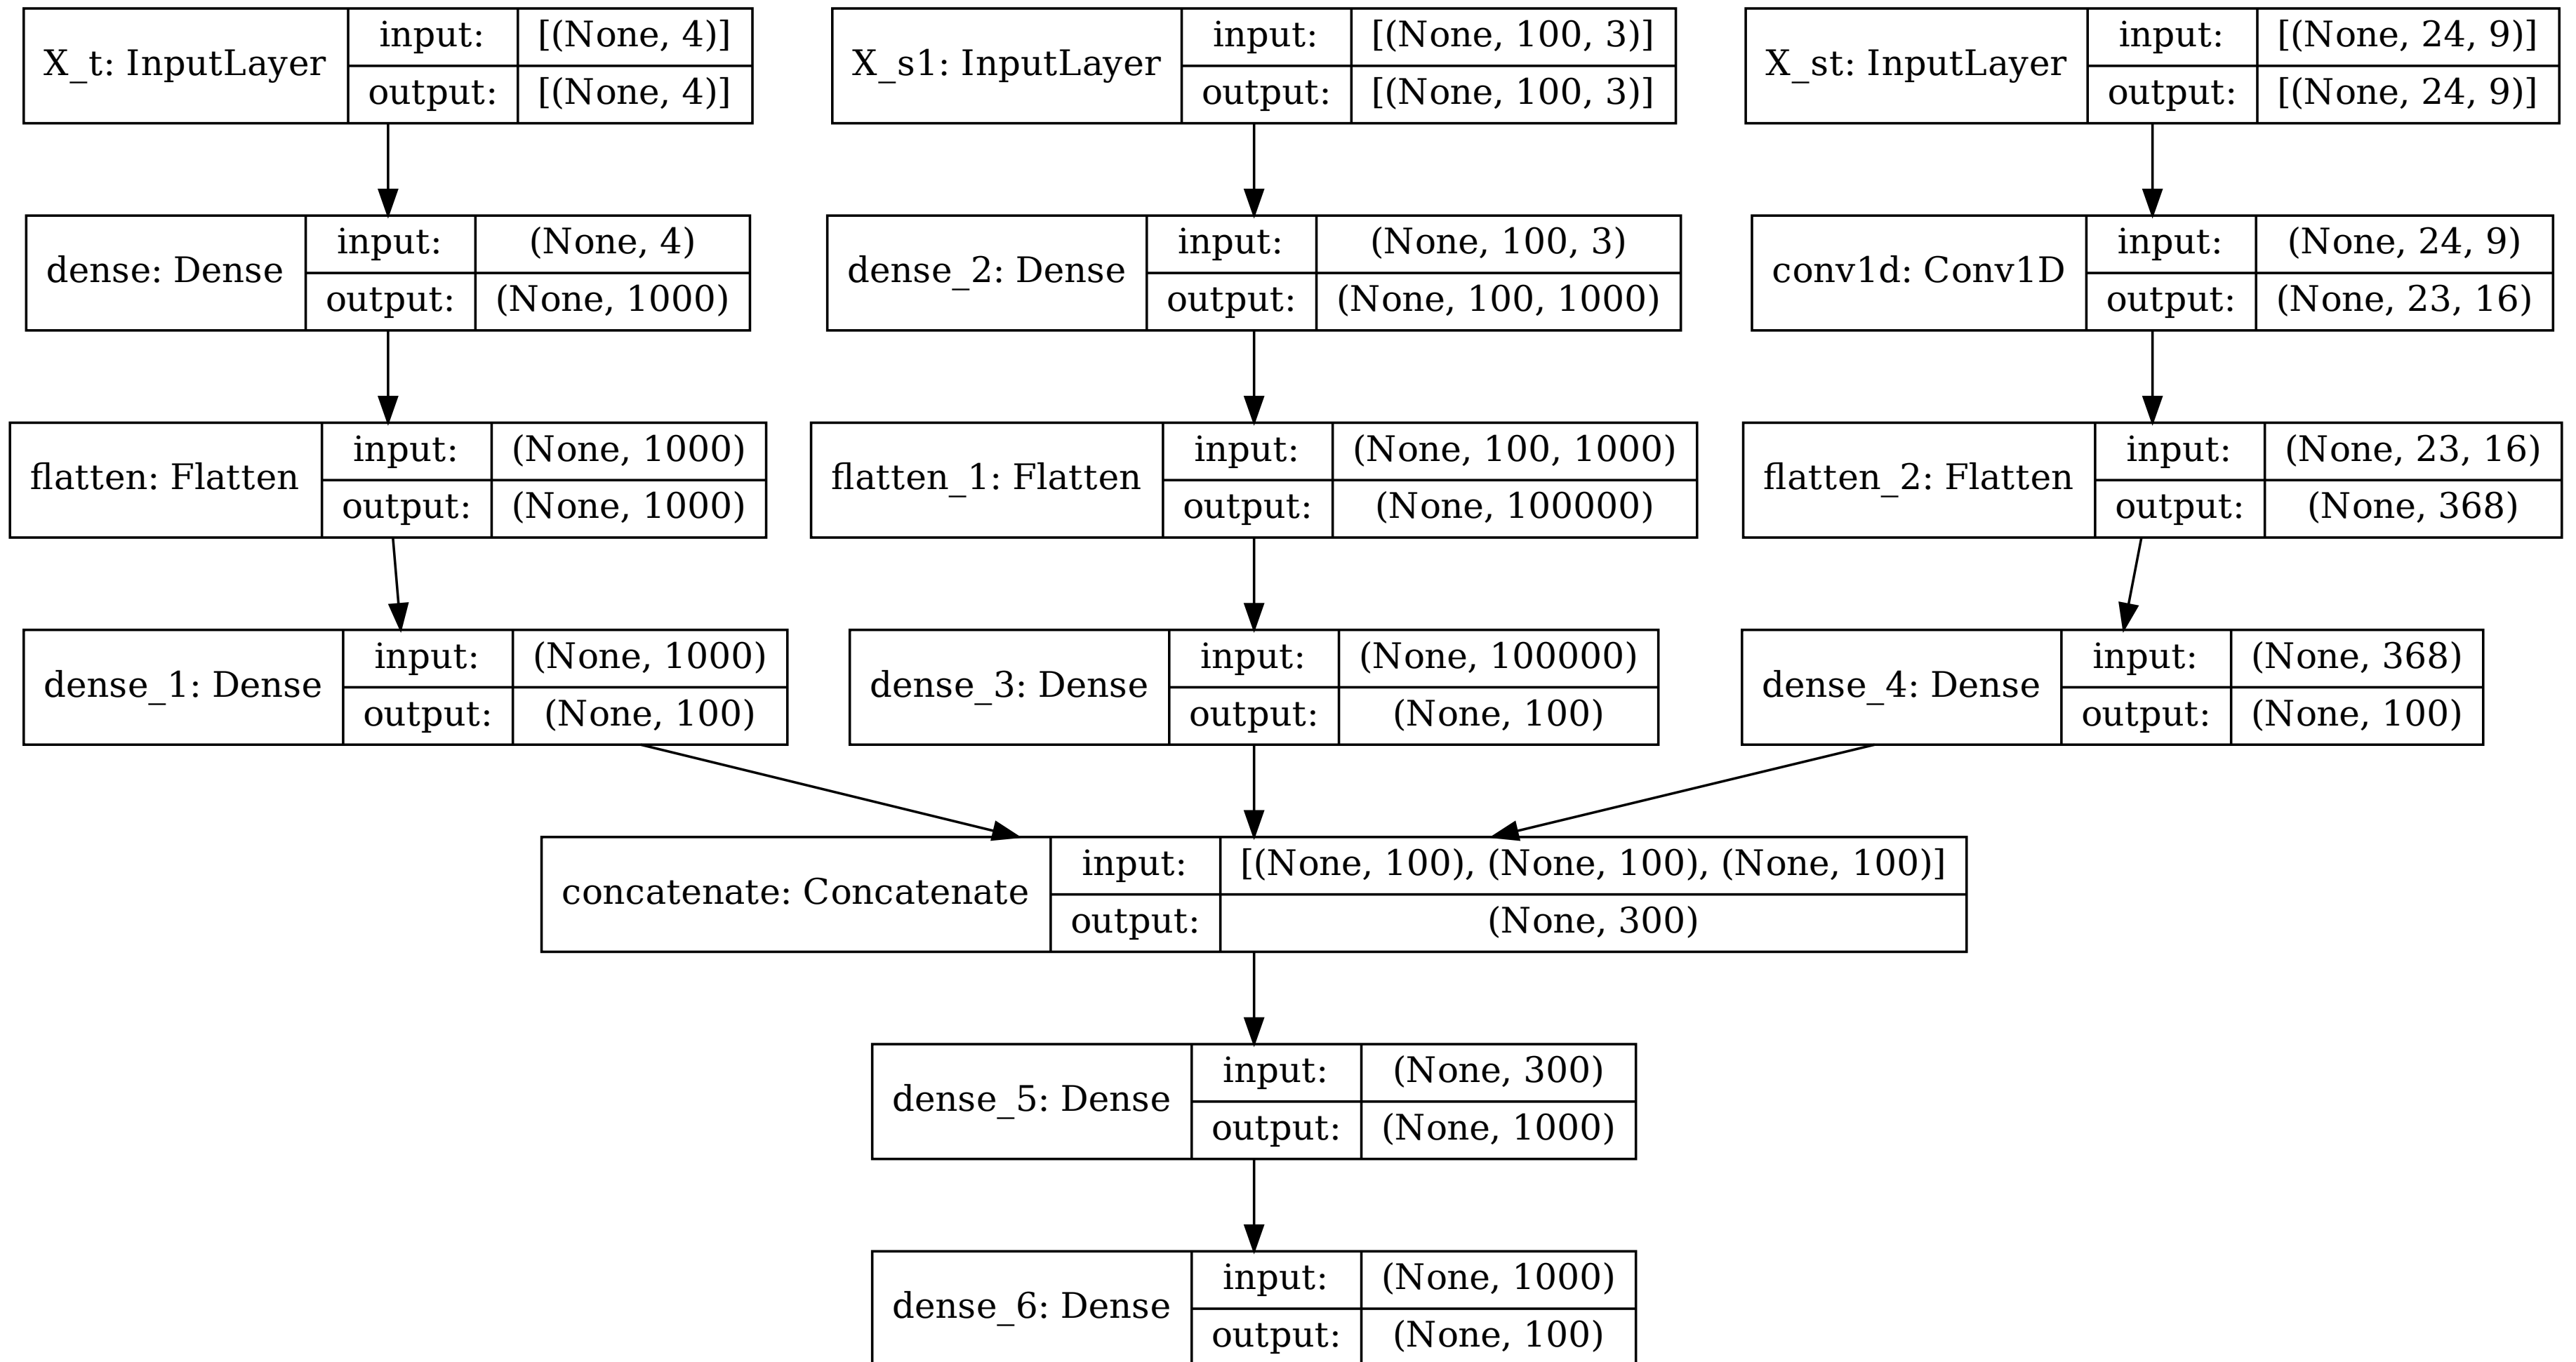 X_t: InputLayer
input:
[(None, 4)]
output:
[(None, 4)]
X_s1: InputLayer
input:
[(None, 100, 3)]
output:
[(None, 100, 3)]
X_st: InputLayer
input:
[(None, 24, 9)]
output:
[(None, 24, 9)]
dense: Dense
input:
(None, 4)
output:
(None, 1000)
dense_2: Dense
input:
(None, 100, 3)
output:
(None, 100, 1000)
conv1d: Conv1D
input:
(None, 24, 9)
output:
(None, 23, 16)
flatten: Flatten
input:
(None, 1000)
output:
(None, 1000)
flatten_1: Flatten
input:
(None, 100, 1000)
output:
(None, 100000)
flatten_2: Flatten
input:
(None, 23, 16)
output:
(None, 368)
dense_1: Dense
input:
(None, 1000)
output:
(None, 100)
dense_3: Dense
input:
(None, 100000)
output:
(None, 100)
dense_4: Dense
input:
(None, 368)
output:
(None, 100)
concatenate: Concatenate
input:
[(None, 100), (None, 100), (None, 100)]
output:
(None, 300)
dense_5: Dense
input:
(None, 300)
output:
(None, 1000)
dense_6: Dense
input:
(None, 1000)
output:
(None, 100)